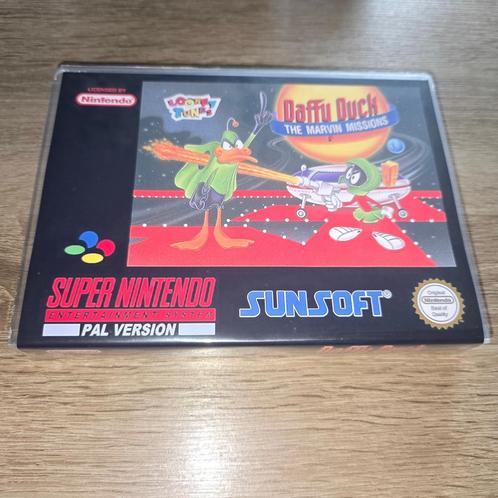 LICENSED BY
Nintendo
LOONEY
TUNES
Daffy Duck
THE MARVIN MISSIONS
SUPER NINTENDO
ENTERTAINMENT SYSTEM
PAL VERSION
SUNSOFT®
Original
Nintendo
Seal of
Quality